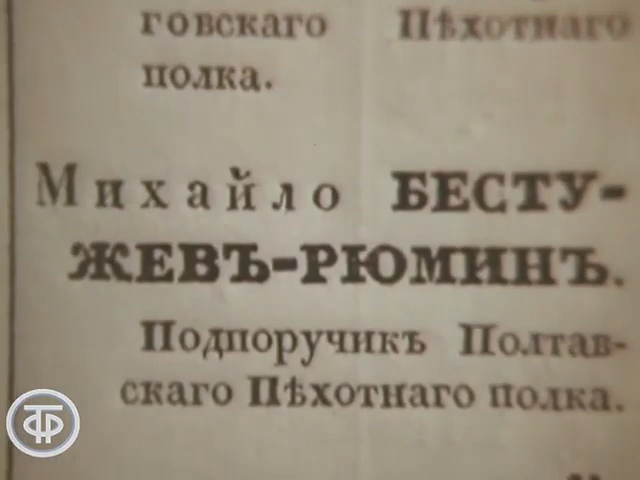 говскаго Пѣхотнаго
полка.
Михайло БЕСТУ-
ЖЕВЪ-РЮМИНЪ.
Подпоручикъ Полтав-
скаго Пѣхотнаго полка.